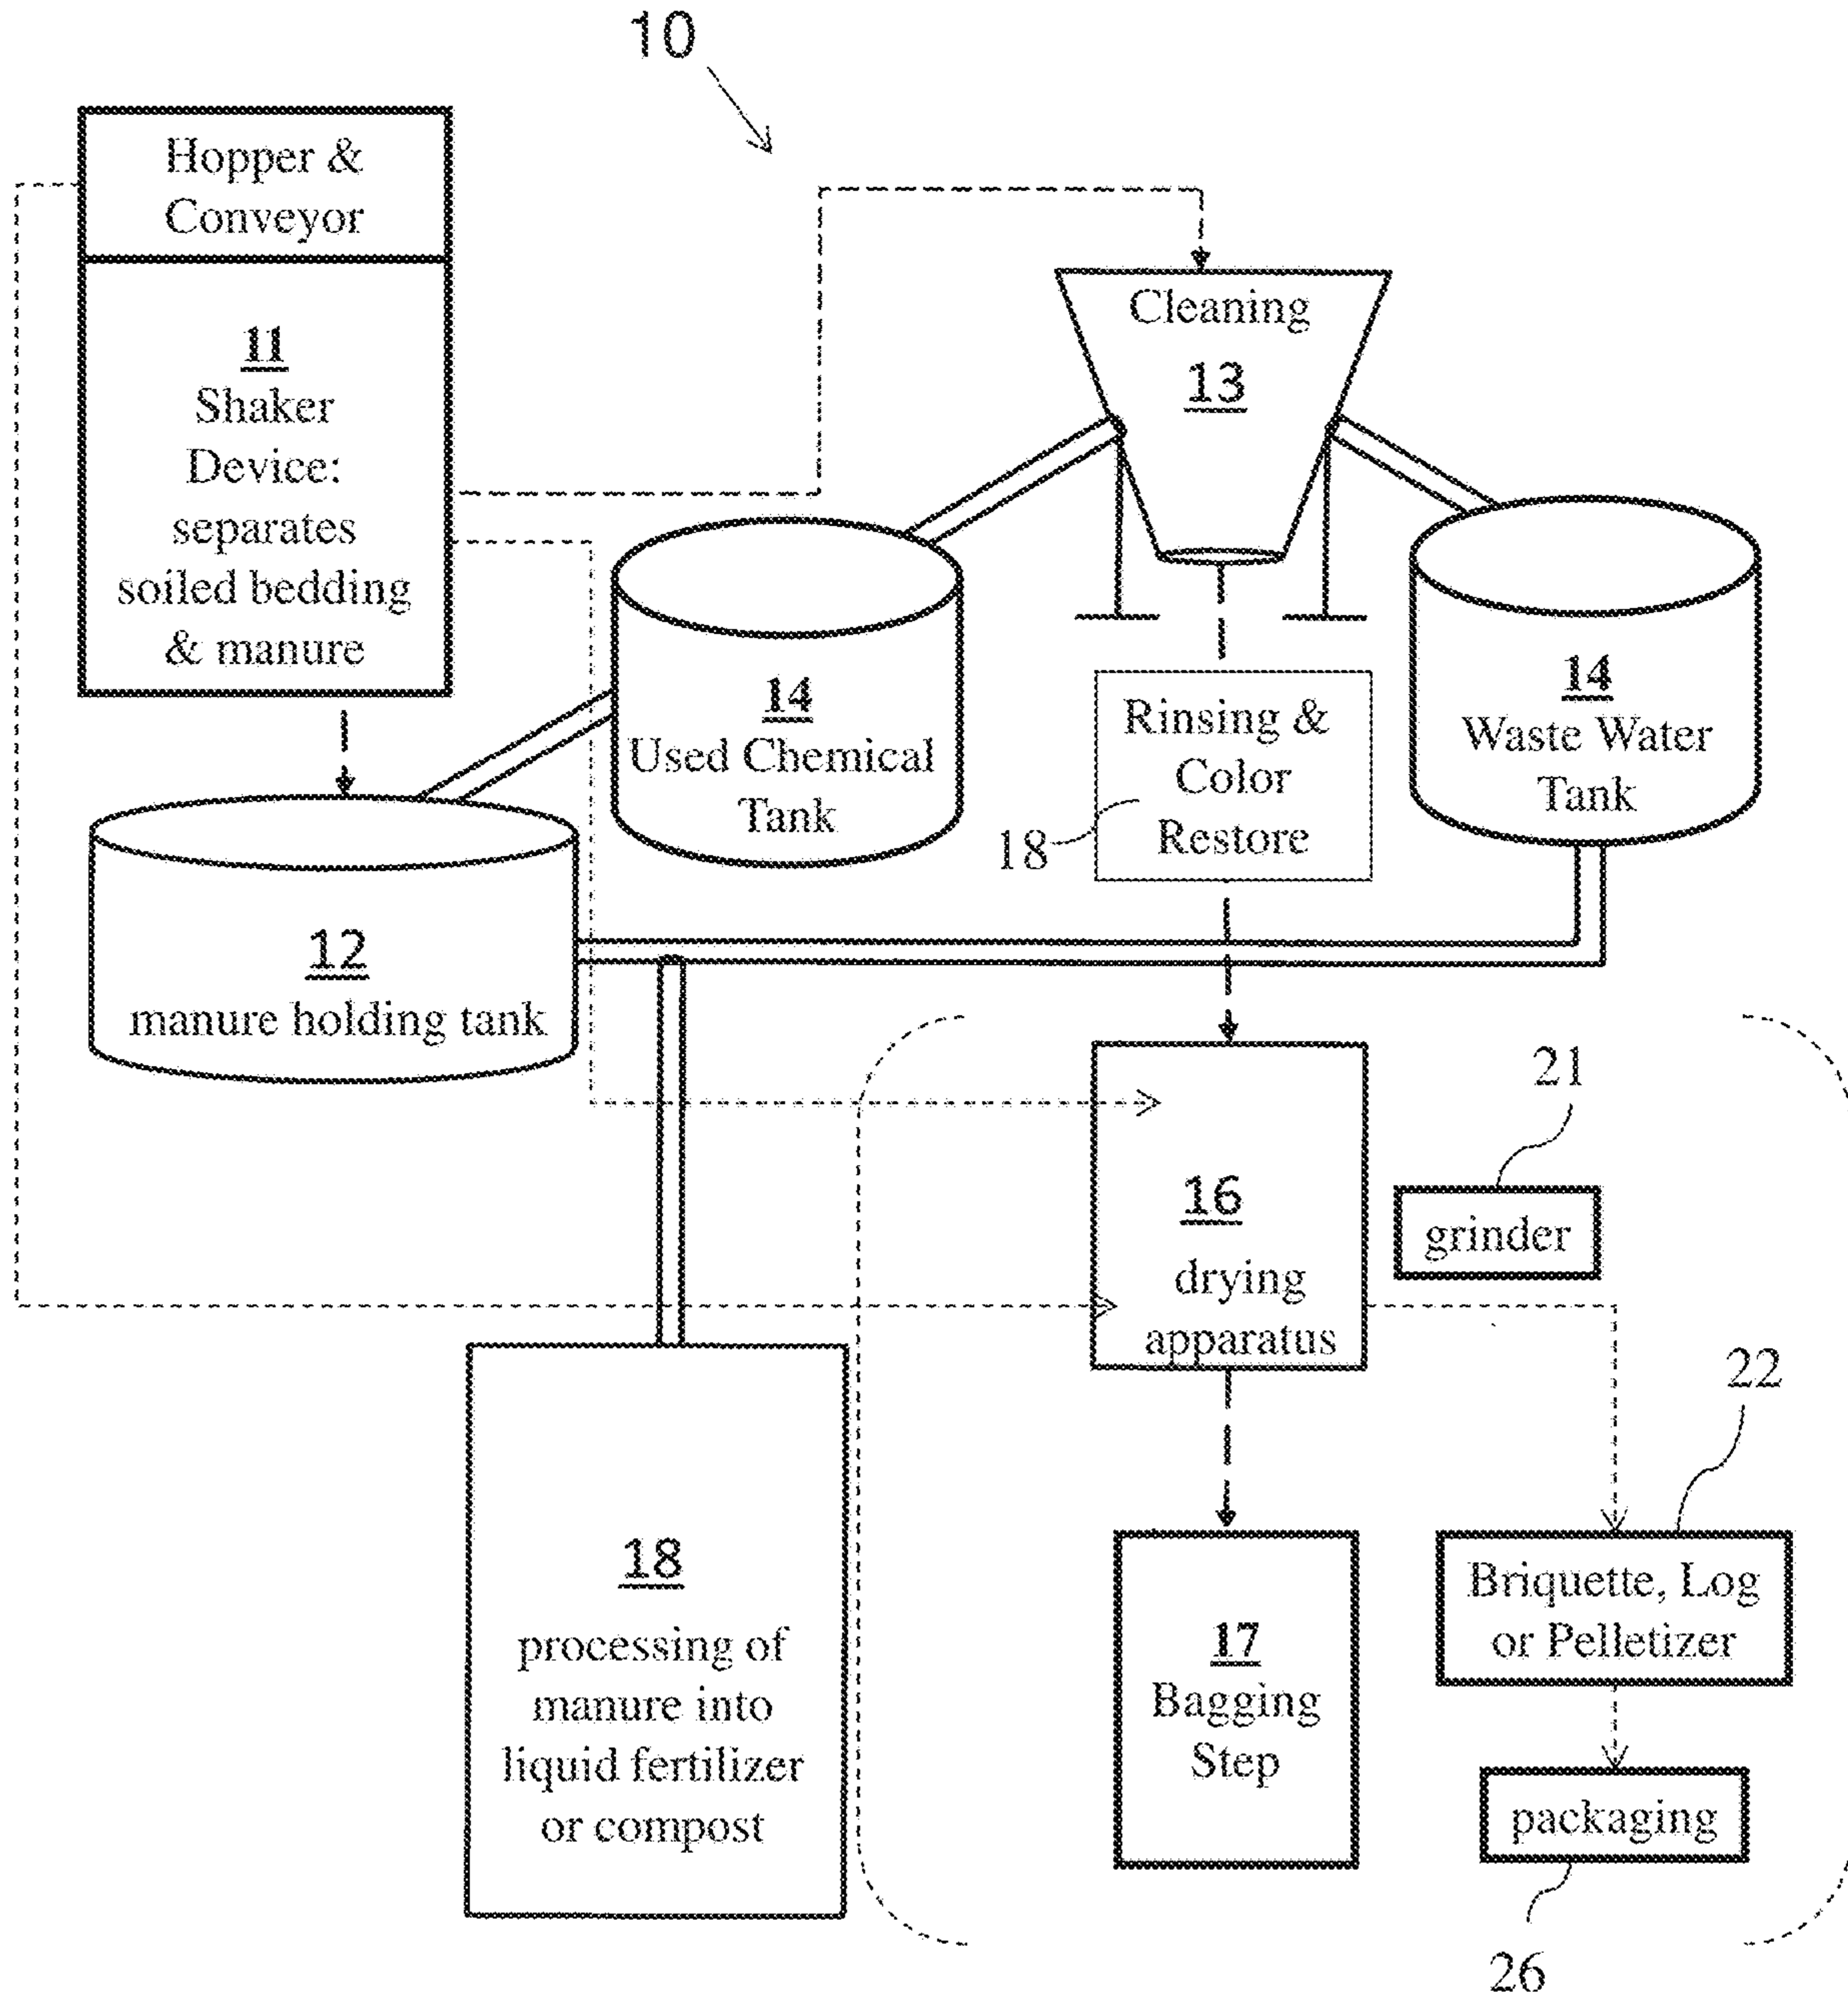 10
Hopper &
Conveyor
11
Shaker
Device:
separates
soiled bedding
& manure
Cleaning
13
14
Used Chemical
Tank
Rinsing &
Color
Restore
18
14
Waste Water
Tank
12
manure holding tank
16
drying
apparatus
21
grinder
22
Briquette, Log
or Pelletizer
18
processing of
manure into
liquid fertilizer
or compost
17
Bagging
Step
packaging
26